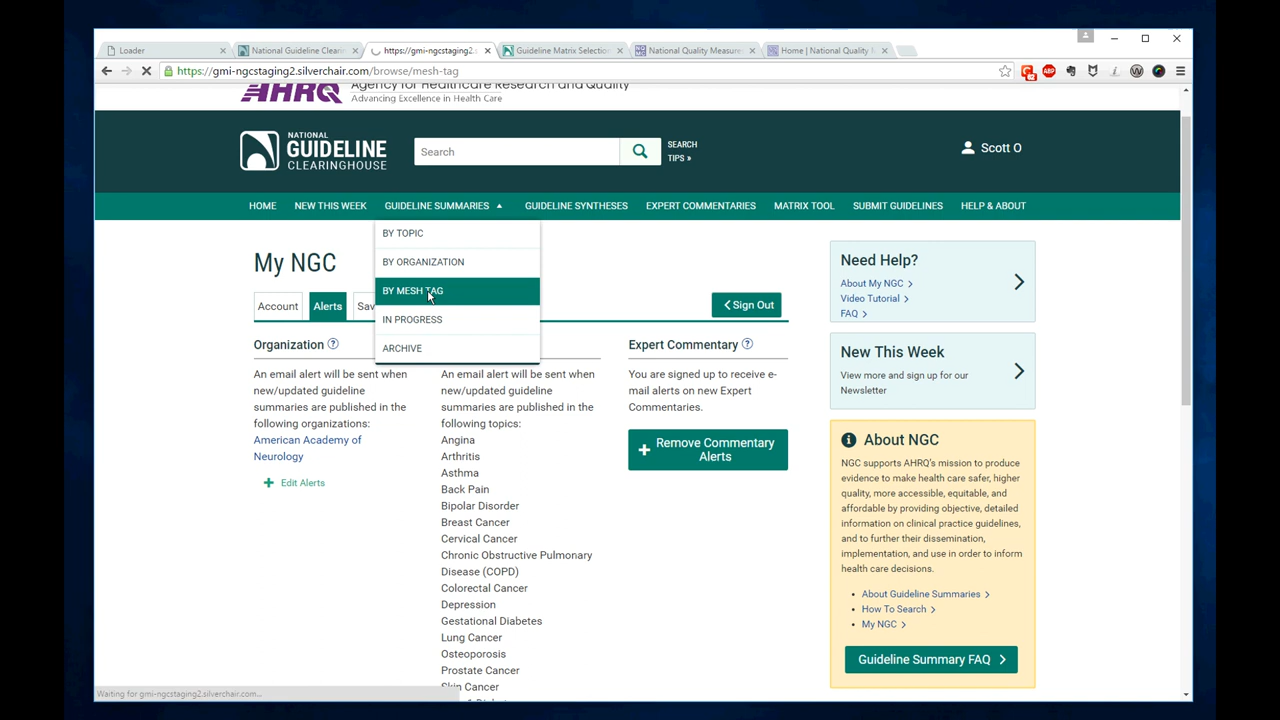 Loader
National Guideline Clearin
https://gmi-ngcstaging2.
Guideline Matrix Selection
National Quality Measures
Home | National Quality
https://gmi-ngcstaging2.silverchair.com/browse/mesh-tag
AHRQ
Agency for Healthcare Research and Quality
Advancing Excellence in Health Care
NATIONAL
GUIDELINE
CLEARINGHOUSE
Search
SEARCH
TIPS »
Scott O
HOME
NEW THIS WEEK
GUIDELINE SUMMARIES
GUIDELINE SYNTHESES
EXPERT COMMENTARIES
MATRIX TOOL
SUBMIT GUIDELINES
HELP & ABOUT
BY TOPIC
BY ORGANIZATION
BY MESH TAG
IN PROGRESS
ARCHIVE
My NGC
Account
Alerts
Sav
Sign Out
Organization
An email alert will be sent when
new/updated guideline
summaries are published in the
following organizations:
American Academy of
Neurology
Edit Alerts
An email alert will be sent when
new/updated guideline
summaries are published in the
following topics:
Angina
Arthritis
Asthma
Back Pain
Bipolar Disorder
Breast Cancer
Cervical Cancer
Chronic Obstructive Pulmonary
Disease (COPD)
Colorectal Cancer
Depression
Gestational Diabetes
Lung Cancer
Osteoporosis
Prostate Cancer
Skin Cancer
Expert Commentary
You are signed up to receive e-
mail alerts on new Expert
Commentaries.
Remove Commentary
Alerts
Need Help?
About My NGC
Video Tutorial
FAQ
New This Week
View more and sign up for our
Newsletter
About NGC
NGC supports AHRQ's mission to produce
evidence to make health care safer, higher
quality, more accessible, equitable, and
affordable by providing objective, detailed
information on clinical practice guidelines,
and to further their dissemination,
implementation, and use in order to inform
health care decisions.
About Guideline Summaries
How To Search
My NGC
Guideline Summary FAQ
Waiting for gmi-ngcstaging2.silverchair.com...